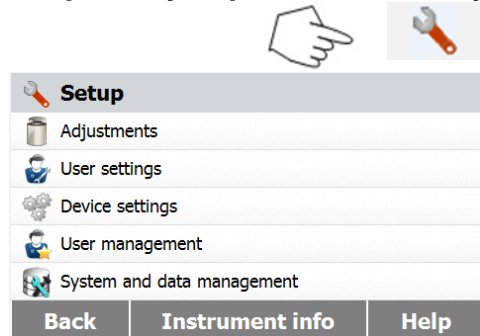 Setup
Adjustments
User settings
Device settings
User management
System and data management
Back Instrument info Help